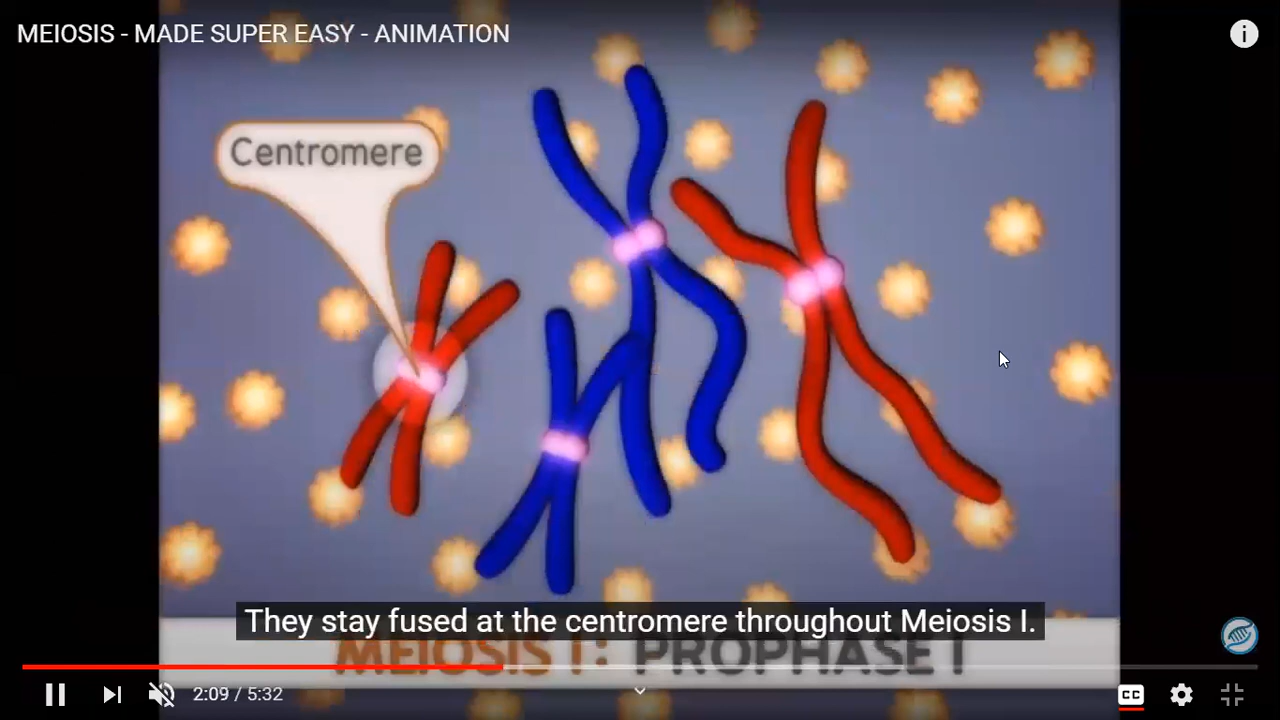 MEIOSIS - MADE SUPER EASY - ANIMATION
Centromere
They stay fused at the centromere throughout Meiosis I.
MEIOSIS I: PROPHASE I
2:09 / 5:32
CC